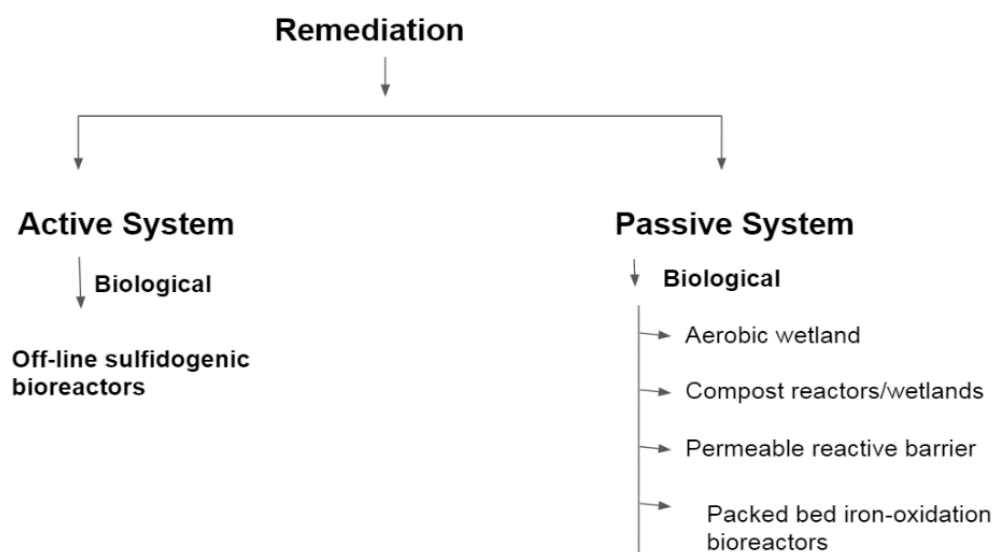 Remediation
Active System
Passive System
Biological
Biological
Off-line sulfidogenic
bioreactors
Aerobic wetland
Compost reactors/wetlands
Permeable reactive barrier
Packed bed iron-oxidation
bioreactors